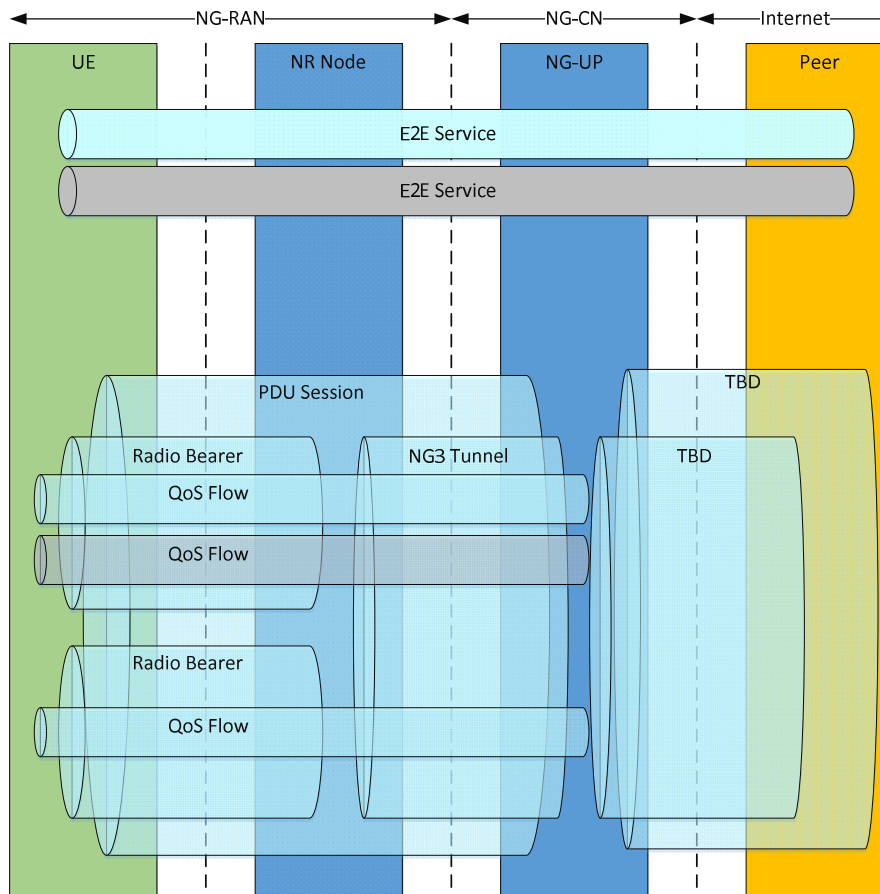 NG-RAN
NG-CN
Internet
UE
NR Node
NG-UP
Peer
E2E Service
E2E Service
PDU Session
TBD
Radio Bearer
NG3 Tunnel
TBD
QoS Flow
QoS Flow
Radio Bearer
QoS Flow